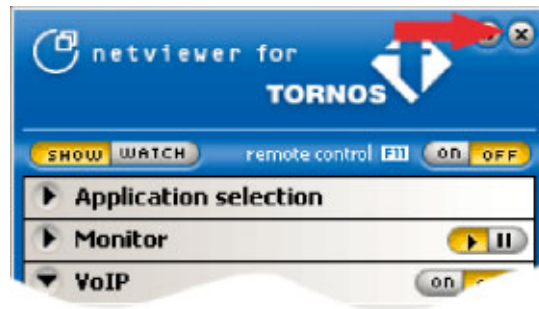 netviewer for
TORNOS
SHOW WATCH remote control F11 on OFF
Application selection
Monitor
VoIP
on